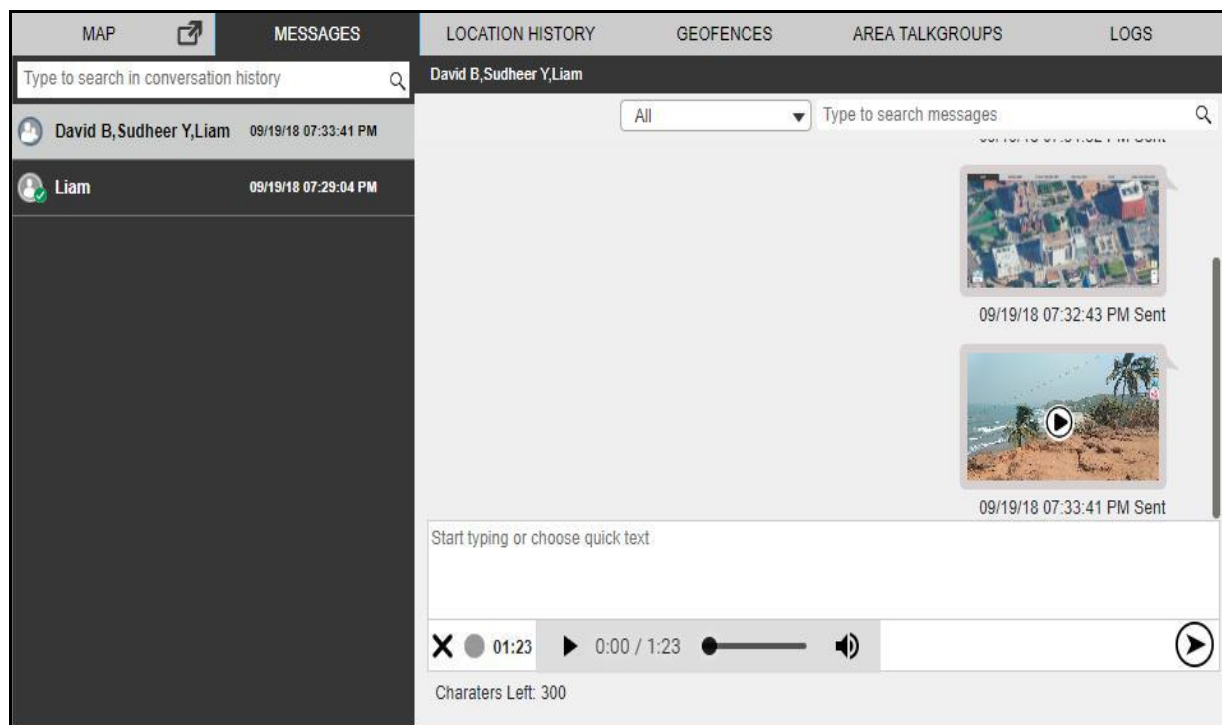 MAP MESSAGES LOCATION HISTORY GEOFENCES AREA TALKGROUPS LOGS
Type to search in conversation history
David B,Sudheer Y,Liam 09/19/18 07:33:41 PM
Liam 09/19/18 07:29:04 PM
David B,Sudheer Y,Liam
All Type to search messages
09/19/18 07:32:43 PM Sent
09/19/18 07:33:41 PM Sent
Start typing or choose quick text
01:23 0:00 / 1:23
Charaters Left: 300